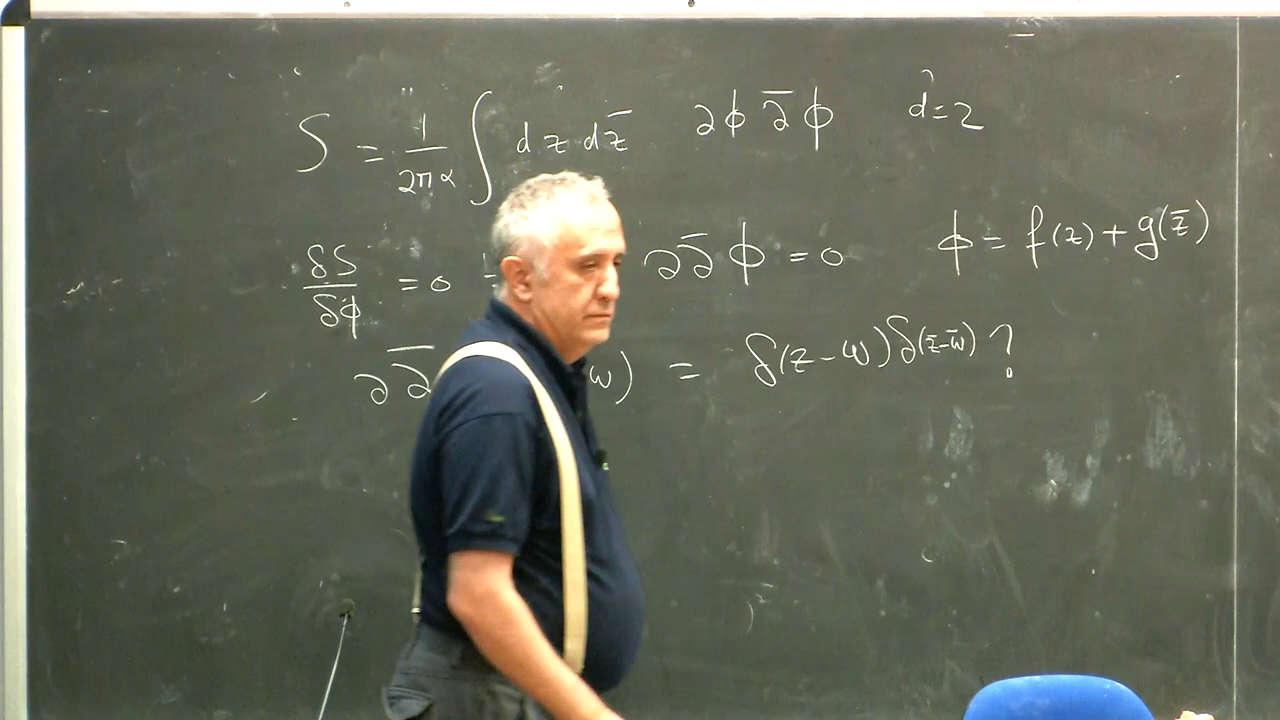 S = 1/2πα ∫ dz dz̄ ∂ϕ ∂̄ϕ d=2
δS/δϕ = 0 ∂∂̄ϕ = 0 ϕ = f(z) + g(z̄)
∂∂̄ w) = δ(z-w) δ(z̄-w̄) ?